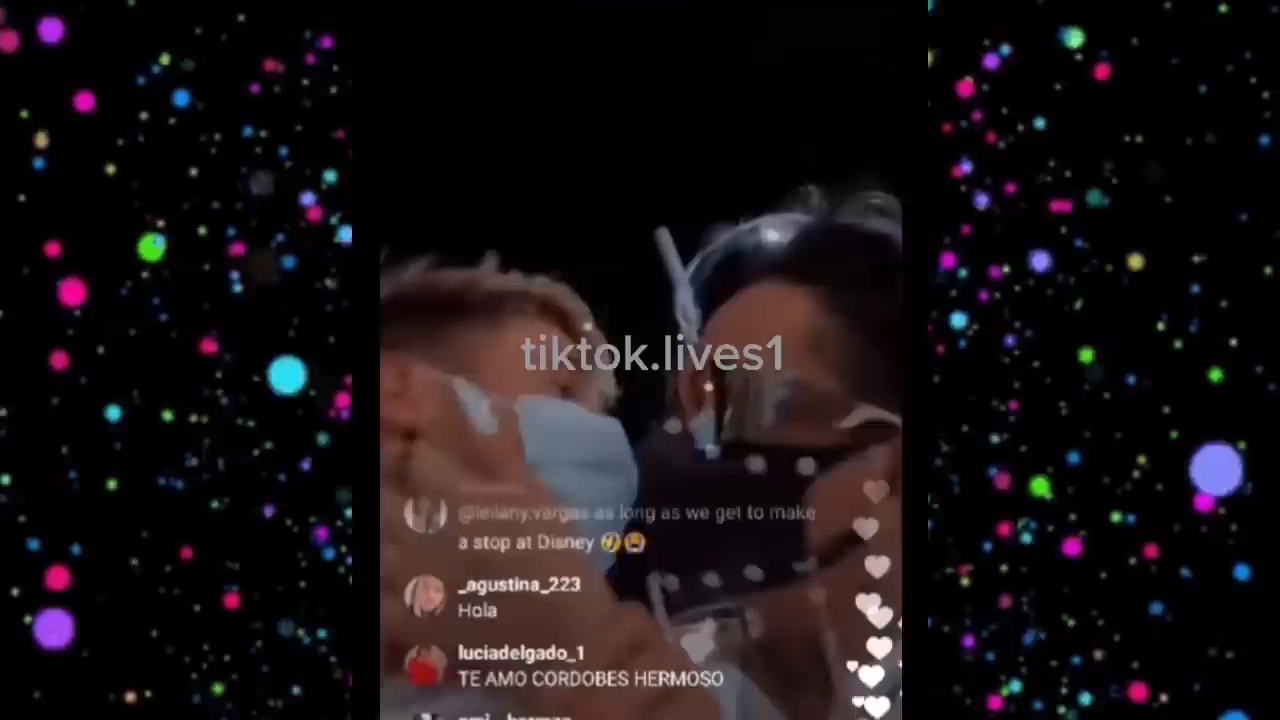 tiktok.lives1
@leilany.vargas as long as we get to make
a stop at Disney 🤣😭
_agustina_223
Hola
luciadelgado_1
TE AMO CORDOBES HERMOSO